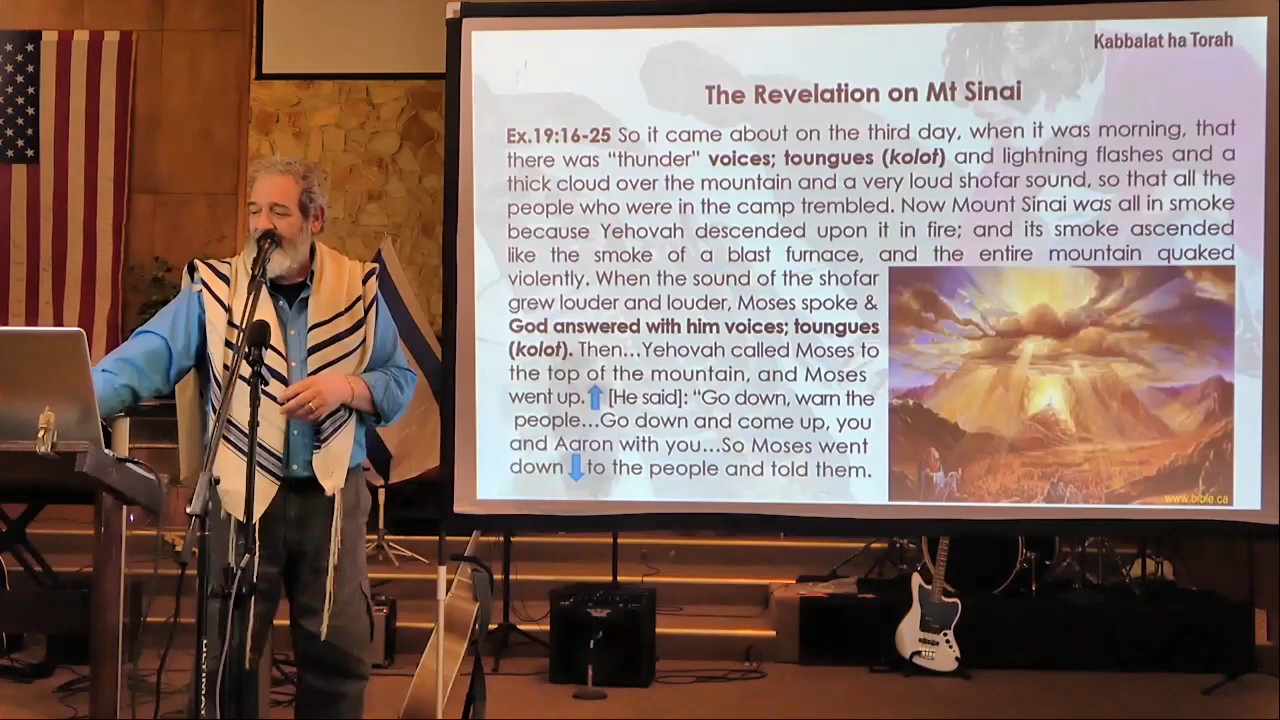 Kabbalat ha Torah
The Revelation on Mt Sinai
Ex.19:16-25 So it came about on the third day, when it was morning, that
there was "thunder" voices; toungues (kolot) and lightning flashes and a
thick cloud over the mountain and a very loud shofar sound, so that all the
people who were in the camp trembled. Now Mount Sinai was all in smoke
because Yehovah descended upon it in fire; and its smoke ascended
like the smoke of a blast furnace, and the entire mountain quaked
violently. When the sound of the shofar
grew louder and louder, Moses spoke &
God answered with him voices; toungues
(kolot). Then...Yehovah called Moses to
the top of the mountain, and Moses
went up. [He said]: "Go down, warn the
people...Go down and come up, you
and Aaron with you...So Moses went
down to the people and told them.
www.bible.ca